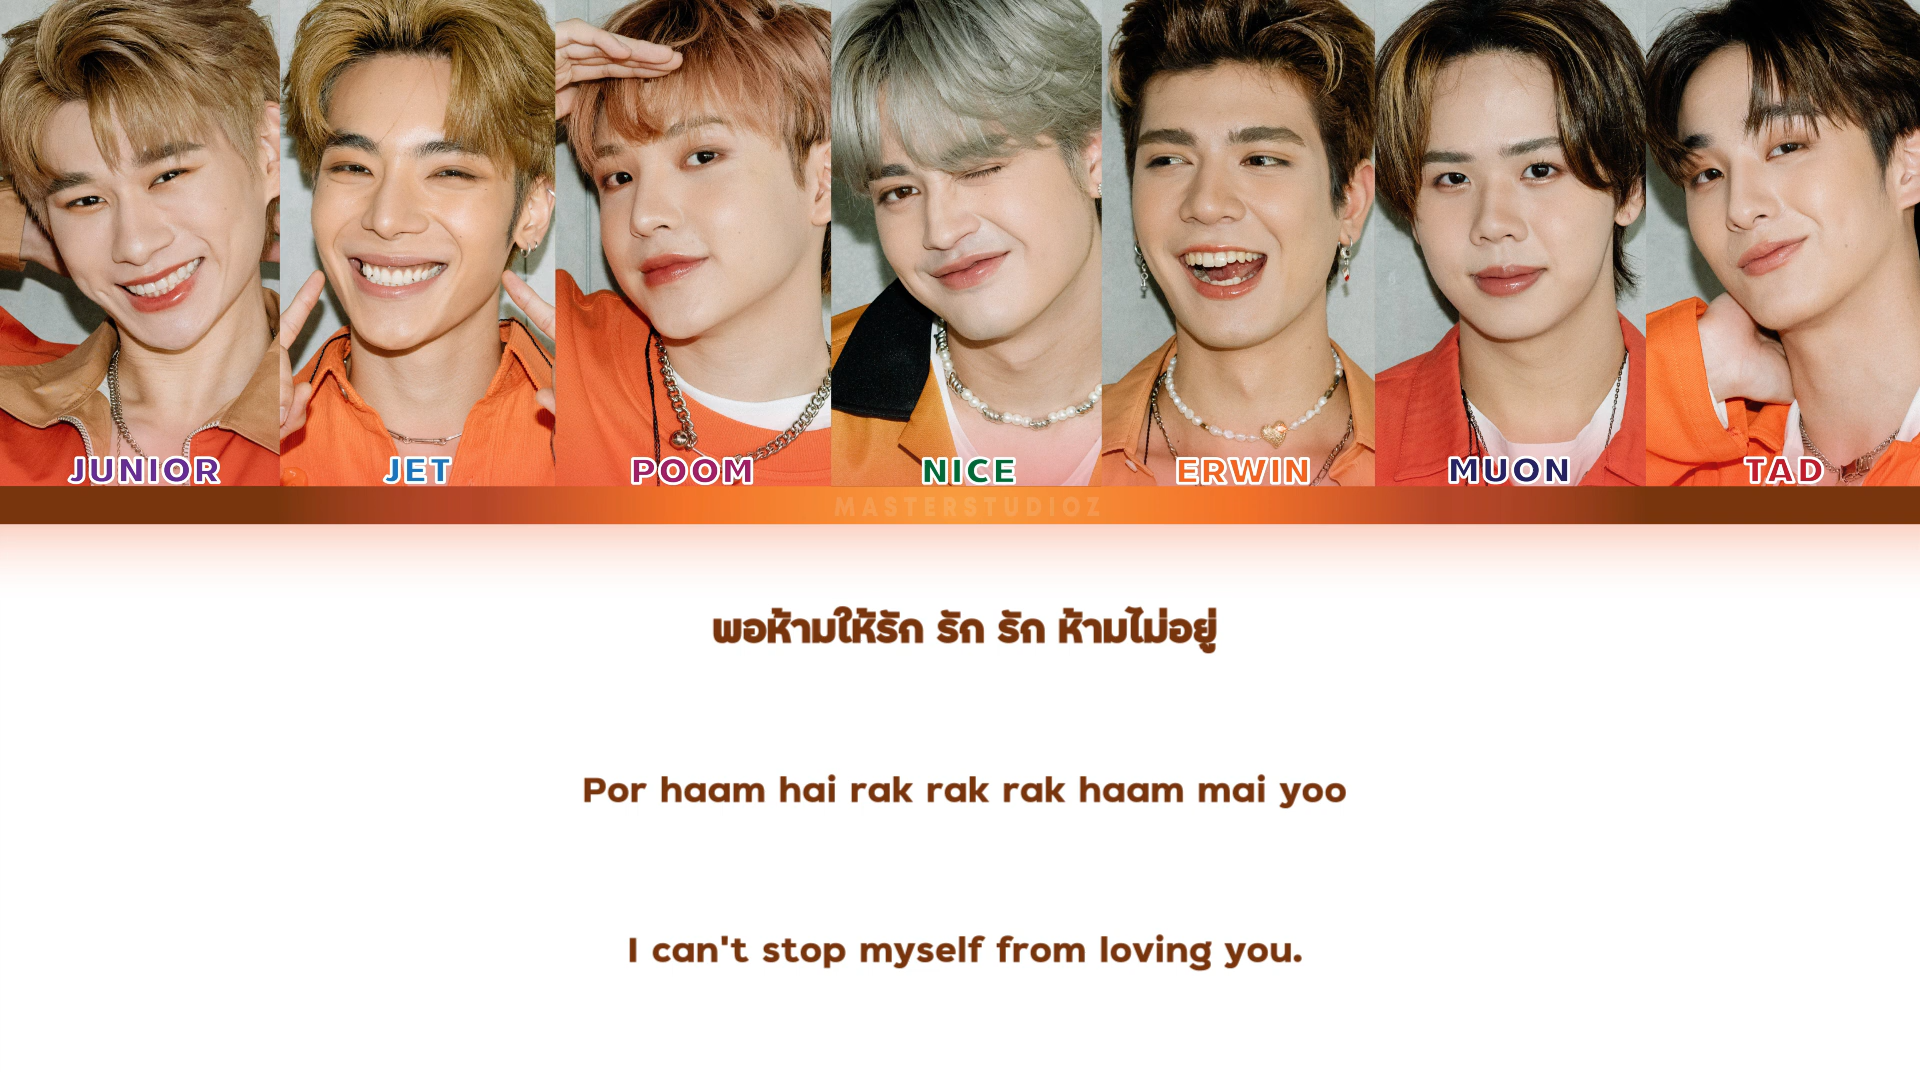 JUNIOR JET POOM NICE ERWIN MUON TAD
MASTERSTUDIOZ
พอห้ามให้รัก รัก รัก ห้ามไม่อยู่
Por haam hai rak rak rak haam mai yoo
I can't stop myself from loving you.